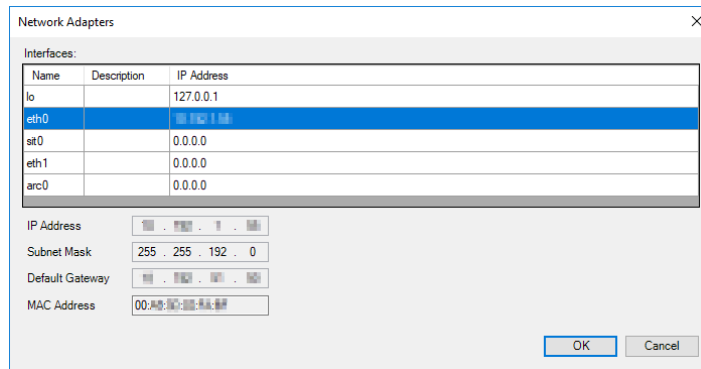 Network Adapters
Interfaces:
Name Description IP Address
lo 127.0.0.1
eth0
sit0 0.0.0.0
eth1 0.0.0.0
arc0 0.0.0.0
IP Address
Subnet Mask 255 . 255 . 192 . 0
Default Gateway
MAC Address 00:
OK Cancel